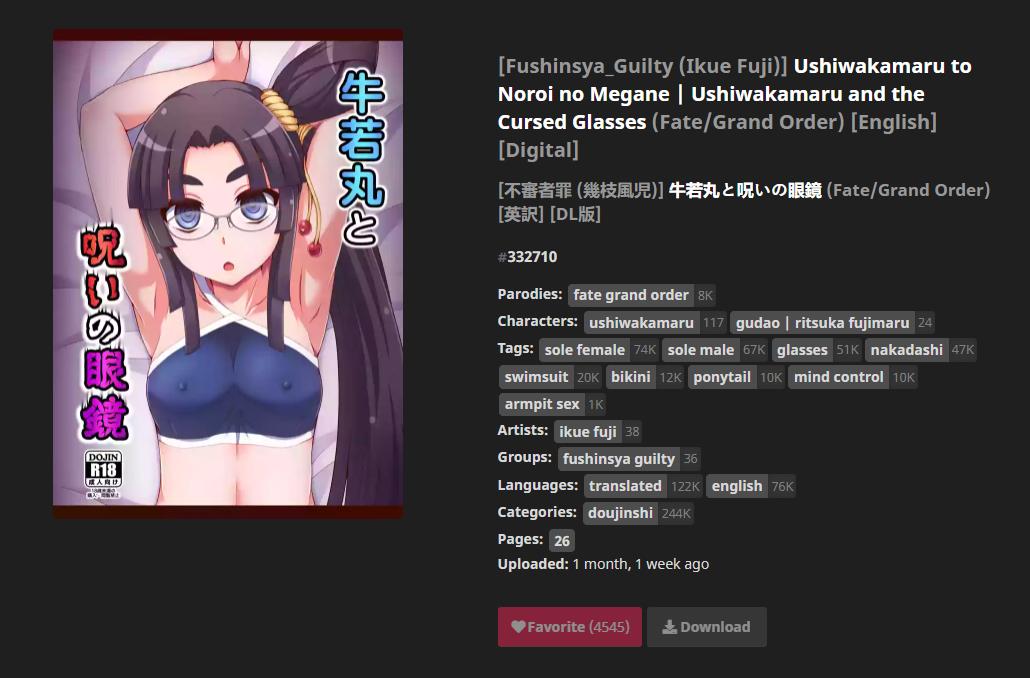 牛若丸と
呪いの眼鏡
DOJIN
R18
成人向け
[Fushinsya_Guilty (Ikue Fuji)] Ushiwakamaru to
Noroi no Megane | Ushiwakamaru and the
Cursed Glasses (Fate/Grand Order) [English]
[Digital]
[不審者罪 (幾枝風児)] 牛若丸と呪いの眼鏡 (Fate/Grand Order)
[英訳] [DL版]
#332710
Parodies: fate grand order 8K
Characters: ushiwakamaru 117 gudao | ritsuka fujimaru 24
Tags: sole female 74K sole male 67K glasses 51K nakadashi 47K
swimsuit 20K bikini 12K ponytail 10K mind control 10K
armpit sex 1K
Artists: ikue fuji 38
Groups: fushinsya guilty 36
Languages: translated 122K english 76K
Categories: doujinshi 244K
Pages: 26
Uploaded: 1 month, 1 week ago
Favorite (4545) Download